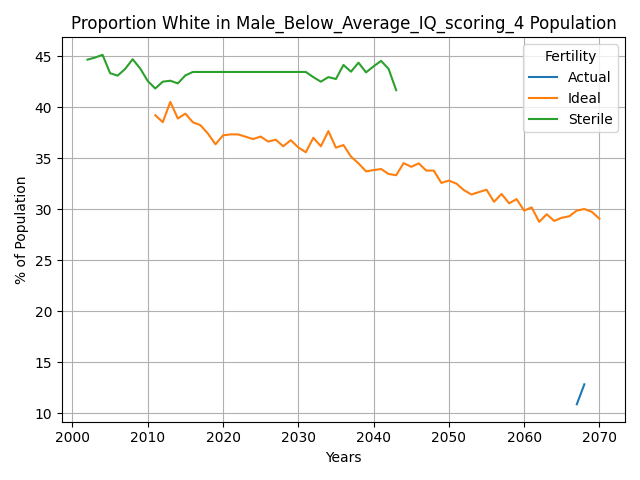 Proportion White in Male_Below_Average_IQ_scoring_4 Population
Fertility
Actual
Ideal
Sterile
% of Population
45
40
35
30
25
20
15
10
2000 2010 2020 2030 2040 2050 2060 2070
Years